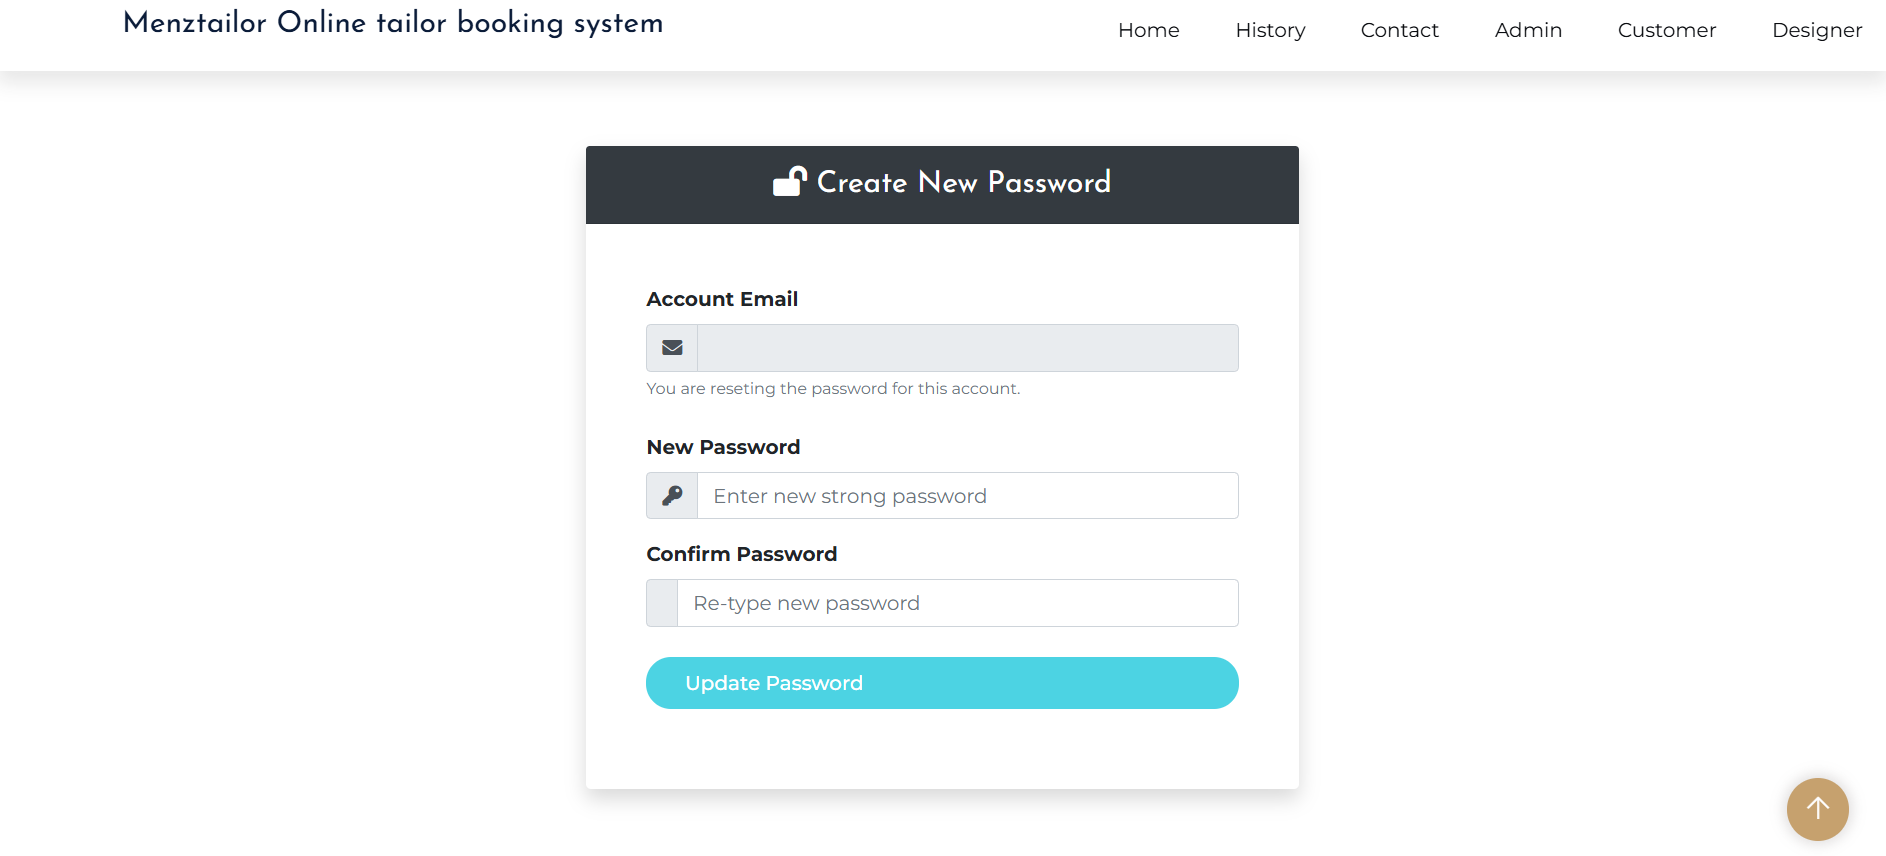 Menztailor Online tailor booking system
Home History Contact Admin Customer Designer
Create New Password
Account Email
You are reseting the password for this account.
New Password
Enter new strong password
Confirm Password
Re-type new password
Update Password